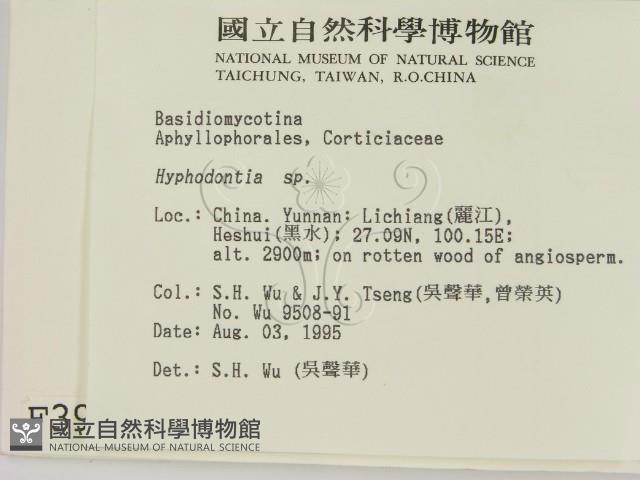 國立自然科學博物館
NATIONAL MUSEUM OF NATURAL SCIENCE
TAICHUNG, TAIWAN, R.O.CHINA
Basidiomycotina
Aphyllophorales, Corticiaceae
Hyphodontia sp.
Loc.: China. Yunnan: Lichiang(麗江),
Heshui(黑水); 27.09N, 100.15E;
alt. 2900m; on rotten wood of angiosperm.
Col.: S.H. Wu & J.Y. Tseng(吳聲華,曾榮英)
No. Wu 9508-91
Date: Aug. 03, 1995
Det.: S.H. Wu (吳聲華)
國立自然科學博物館
NATIONAL MUSEUM OF NATURAL SCIENCE